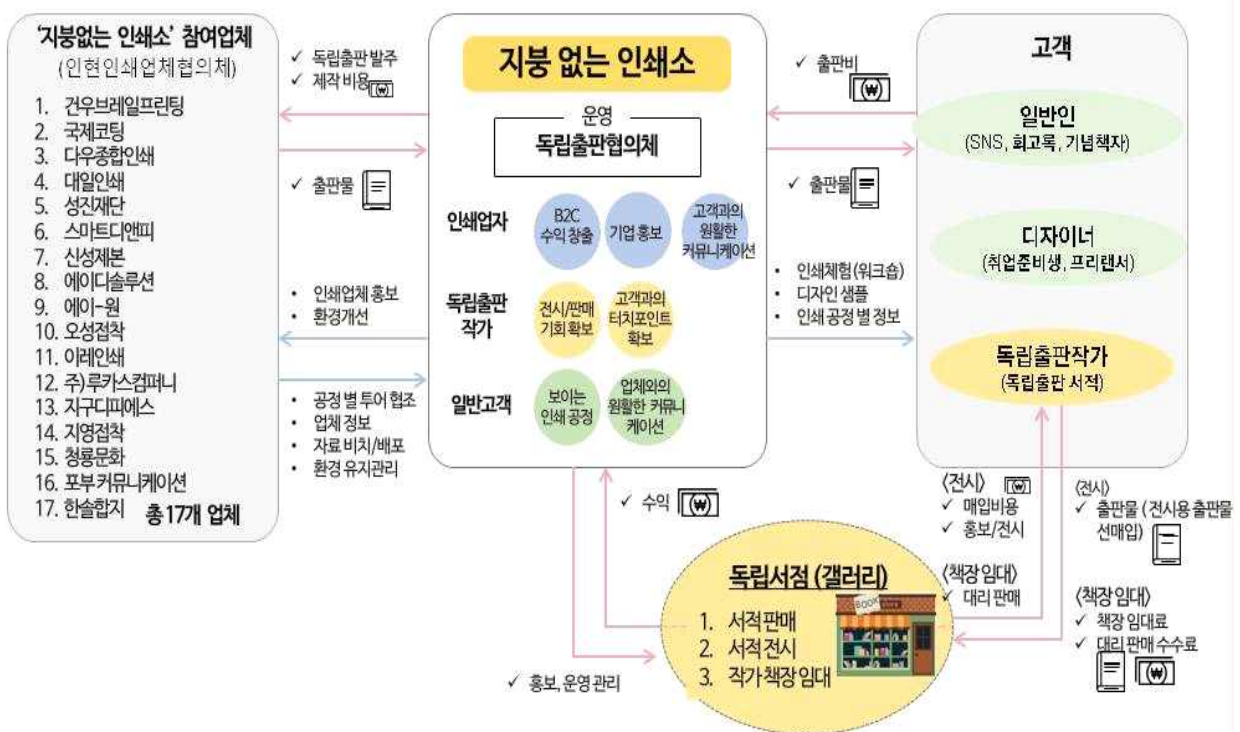 ‘지붕없는 인쇄소’ 참여업체
(인현인쇄업체협의체)
1. 건우브레일프린팅
2. 국제코팅
3. 다우종합인쇄
4. 대일인쇄
5. 성진재단
6. 스마트디앤피
7. 신성제본
8. 에이디솔루션
9. 에이-원
10. 오성접착
11. 이레인쇄
12. 주)루카스컴퍼니
13. 지구디피에스
14. 지영접착
15. 청룡문화
16. 포부커뮤니케이션
17. 한솔합지
총 17개 업체
✓ 독립출판 발주
✓ 제작 비용
✓ 출판물
• 인쇄업체 홍보
• 환경개선
• 공정 별 투어 협조
• 업체 정보
• 자료 비치/배포
• 환경 유지관리
지붕 없는 인쇄소
운영
독립출판협의체
인쇄업자
B2C
수익 창출
기업 홍보
고객과의
원활한
커뮤니케이션
독립출판
작가
전시/판매
기회 확보
고객과의
터치포인트
확보
일반고객
보이는
인쇄 공정
업체와의
원활한 커뮤니
케이션
✓ 출판비
✓ 출판물
• 인쇄체험(워크숍)
• 디자인 샘플
• 인쇄 공정 별 정보
고객
일반인
(SNS, 회고록, 기념책자)
디자이너
(취업준비생, 프리랜서)
독립출판작가
(독립출판 서적)
✓ 수익
✓ 홍보, 운영 관리
독립서점 (갤러리)
1. 서적 판매
2. 서적 전시
3. 작가 책장 임대
BOOK
〈전시〉
✓ 매입비용
✓ 홍보/전시
〈책장 임대〉
✓ 대리 판매
〈전시〉
✓ 출판물 (전시용 출판물
선매입)
〈책장 임대〉
✓ 책장 임대료
✓ 대리 판매 수수료